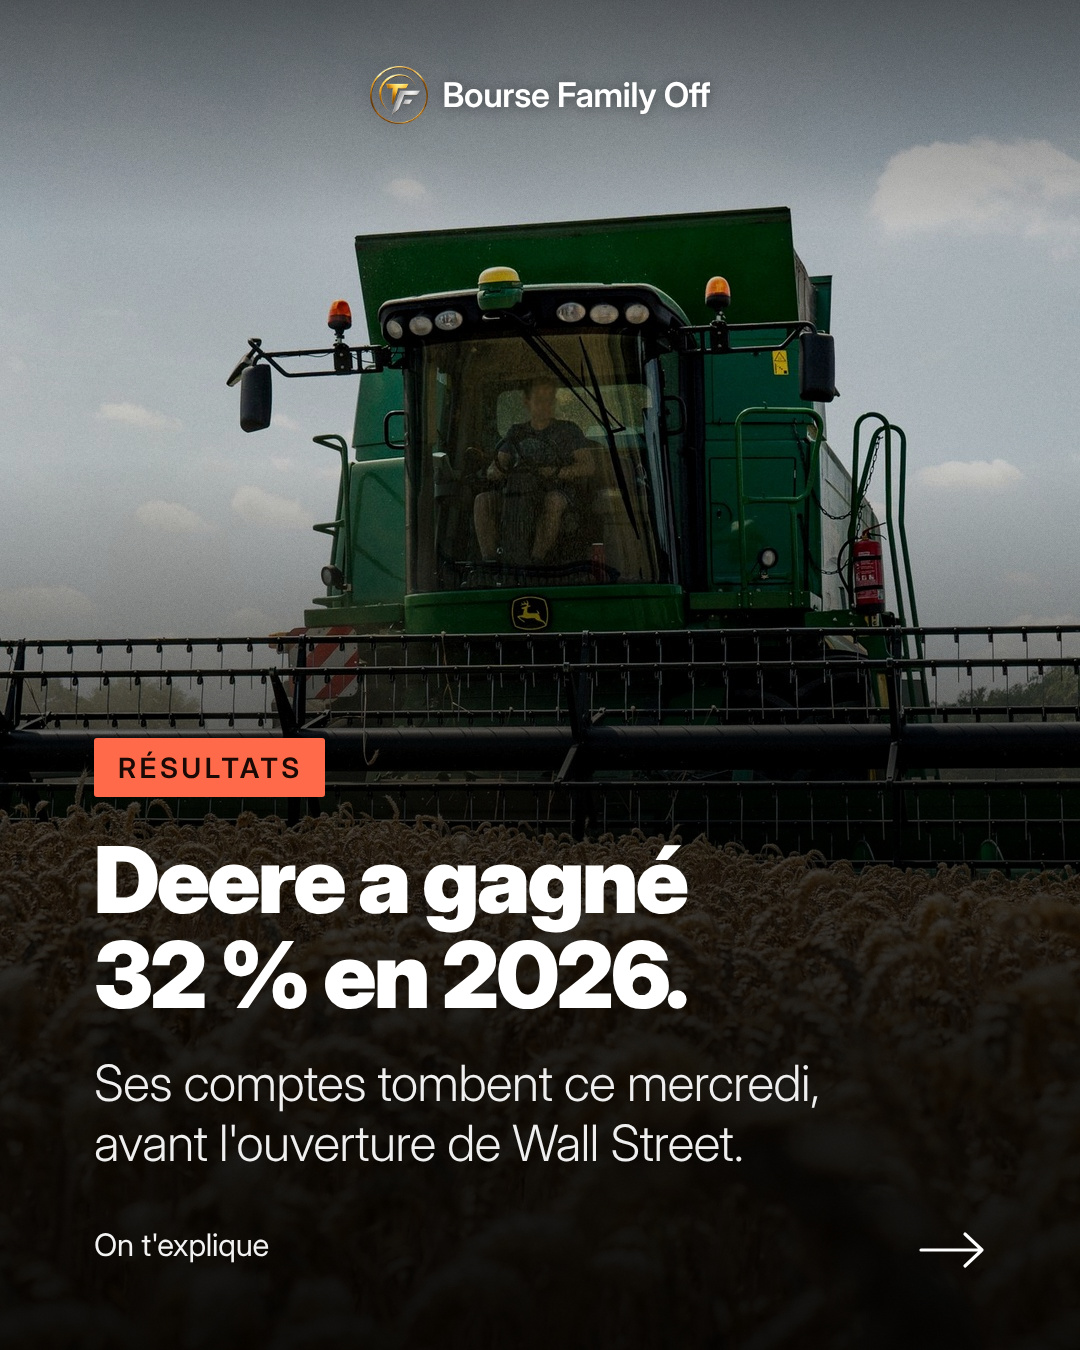 Bourse Family Off
RÉSULTATS
Deere a gagné
32 % en 2026.
Ses comptes tombent ce mercredi,
avant l'ouverture de Wall Street.
On t'explique